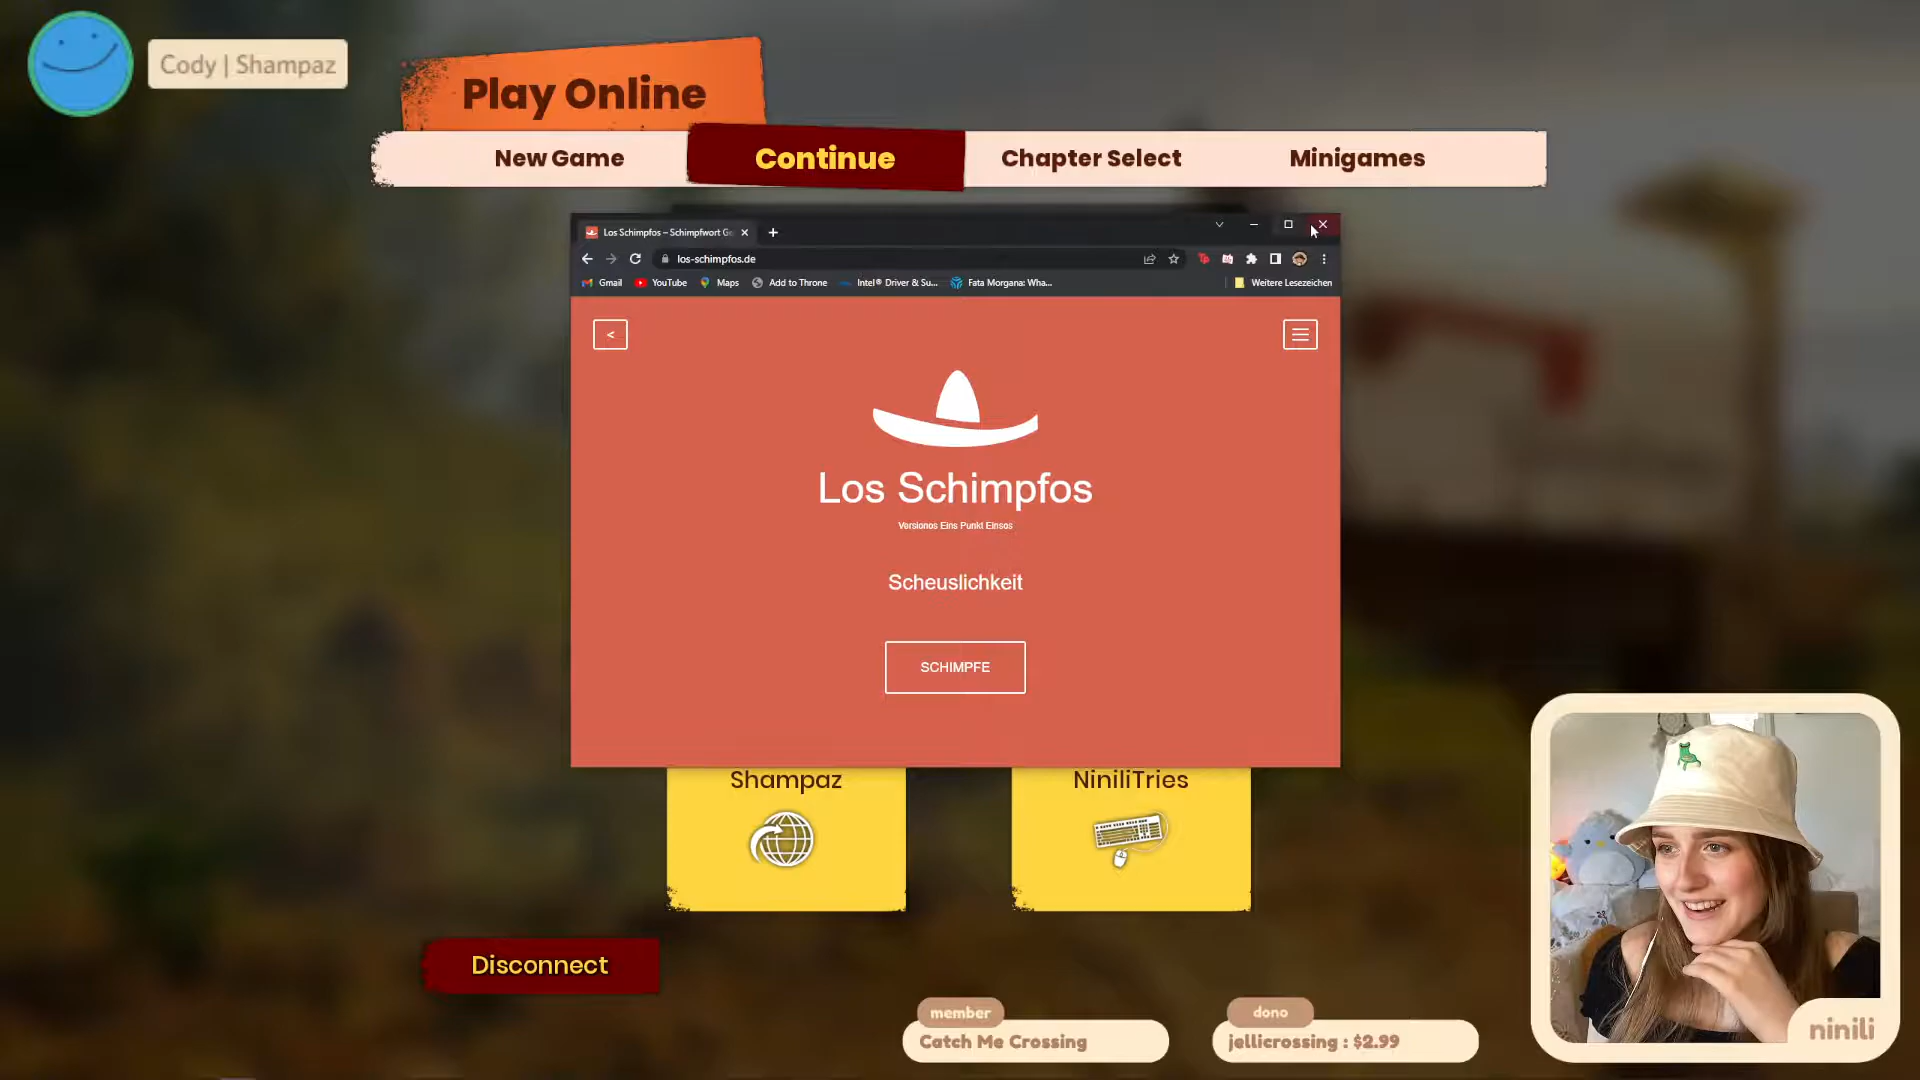 Cody | Shampaz
Play Online
New Game
Continue
Chapter Select
Minigames
Los Schimpfos – Schimpfwort Ge
los-schimpfos.de
Gmail
YouTube
Maps
Add to Throne
Intel® Driver & Su...
Fata Morgana: Wha...
Weitere Lesezeichen
<
Los Schimpfos
Versionos Eins Punkt Einsos
Scheuslichkeit
SCHIMPFE
Shampaz
NiniliTries
Disconnect
member
Catch Me Crossing
dono
jellicrossing : $2.99
ninili